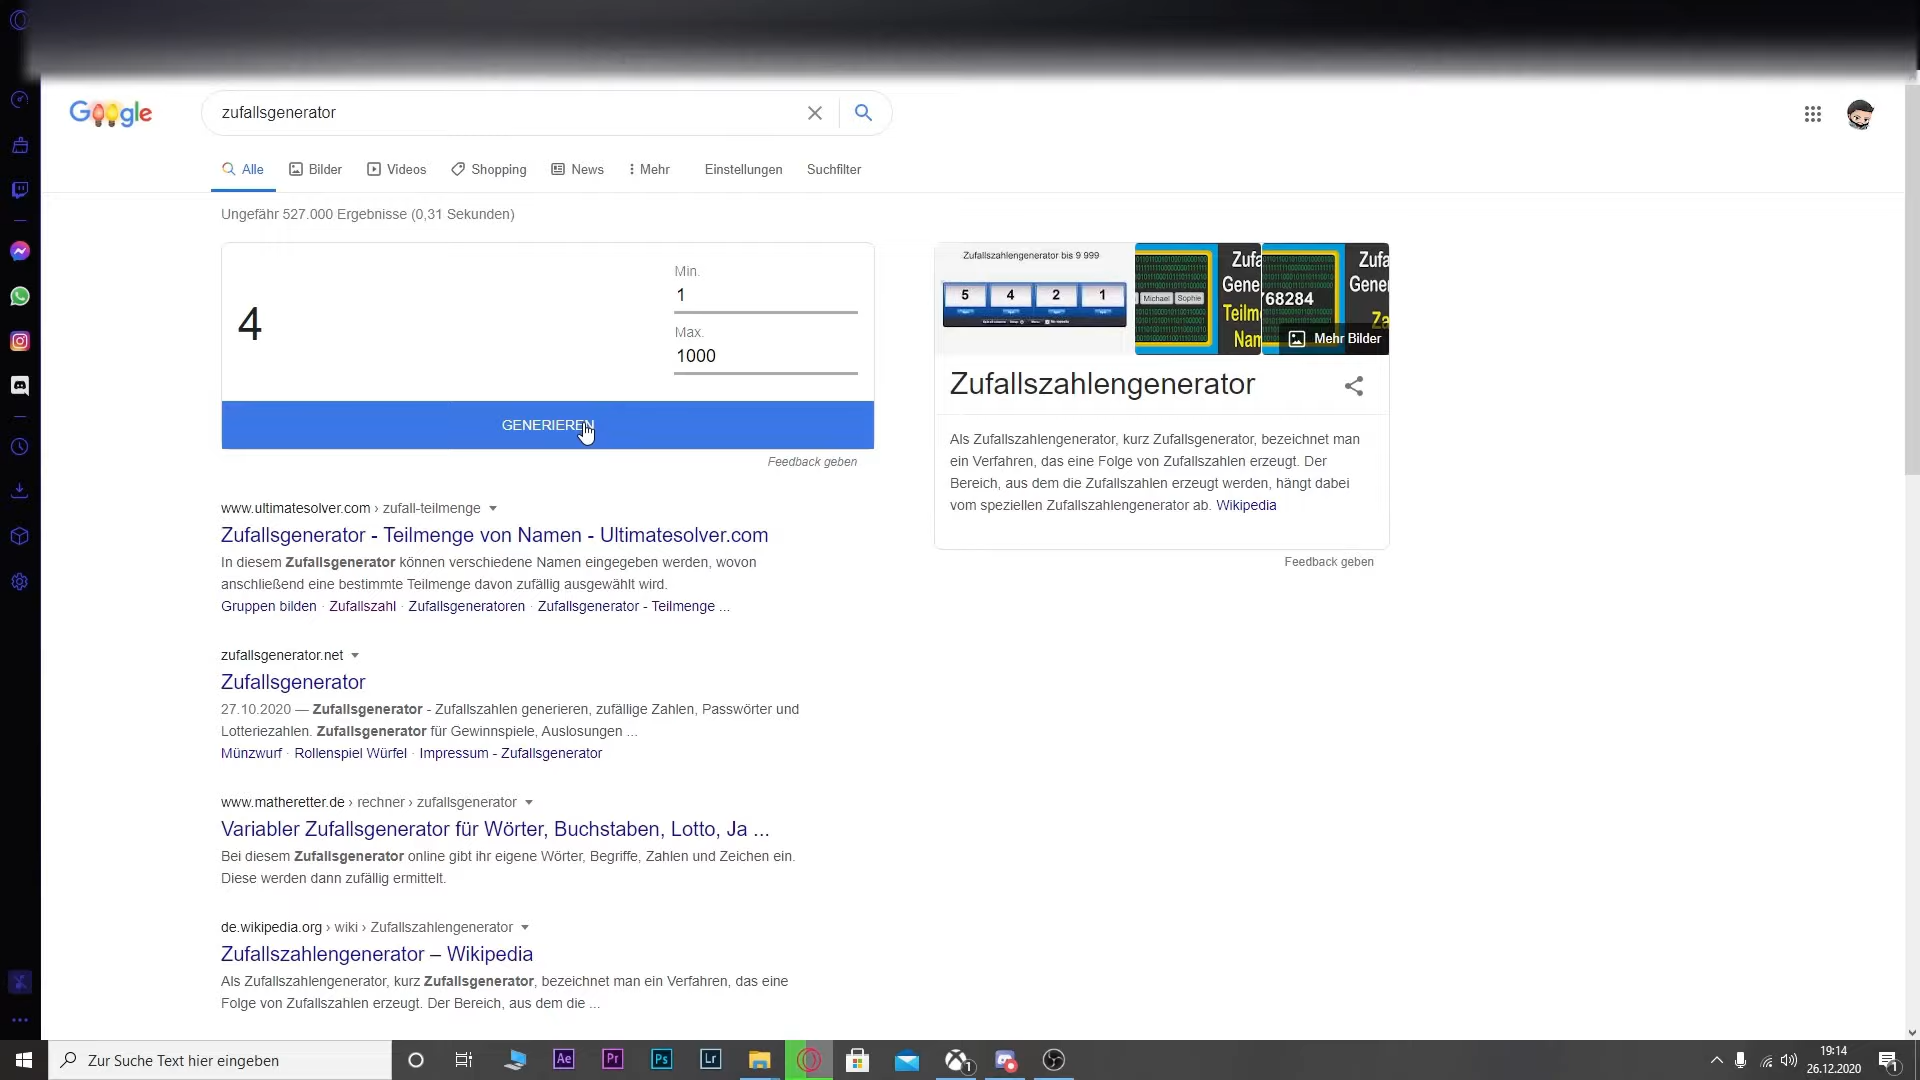 Google
zufallsgenerator
Alle Bilder Videos Shopping News Mehr Einstellungen Suchfilter
Ungefähr 527.000 Ergebnisse (0,31 Sekunden)
4
Min.
1
Max.
1000
GENERIEREN
Feedback geben
www.ultimatesolver.com › zufall-teilmenge
Zufallsgenerator - Teilmenge von Namen - Ultimatesolver.com
In diesem Zufallsgenerator können verschiedene Namen eingegeben werden, wovon
anschließend eine bestimmte Teilmenge davon zufällig ausgewählt wird.
Gruppen bilden · Zufallszahl · Zufallsgeneratoren · Zufallsgenerator - Teilmenge ...
zufallsgenerator.net
Zufallsgenerator
27.10.2020 — Zufallsgenerator - Zufallszahlen generieren, zufällige Zahlen, Passwörter und
Lotteriezahlen. Zufallsgenerator für Gewinnspiele, Auslosungen ...
Münzwurf · Rollenspiel Würfel · Impressum - Zufallsgenerator
www.matheretter.de › rechner › zufallsgenerator
Variabler Zufallsgenerator für Wörter, Buchstaben, Lotto, Ja ...
Bei diesem Zufallsgenerator online gibt ihr eigene Wörter, Begriffe, Zahlen und Zeichen ein.
Diese werden dann zufällig ermittelt.
de.wikipedia.org › wiki › Zufallszahlengenerator
Zufallszahlengenerator – Wikipedia
Als Zufallszahlengenerator, kurz Zufallsgenerator, bezeichnet man ein Verfahren, das eine
Folge von Zufallszahlen erzeugt. Der Bereich, aus dem die ...
Zufallszahlengenerator bis 9 999
5 4 2 1
Michael Sophie
Zufa
Gene
Teilm
Nam
768284
Zufa
Gener
Za
Mehr Bilder
Zufallszahlengenerator
Als Zufallszahlengenerator, kurz Zufallsgenerator, bezeichnet man
ein Verfahren, das eine Folge von Zufallszahlen erzeugt. Der
Bereich, aus dem die Zufallszahlen erzeugt werden, hängt dabei
vom speziellen Zufallszahlengenerator ab. Wikipedia
Feedback geben
Zur Suche Text hier eingeben
Ae Pr Ps Lr
1
19:14
26.12.2020
1